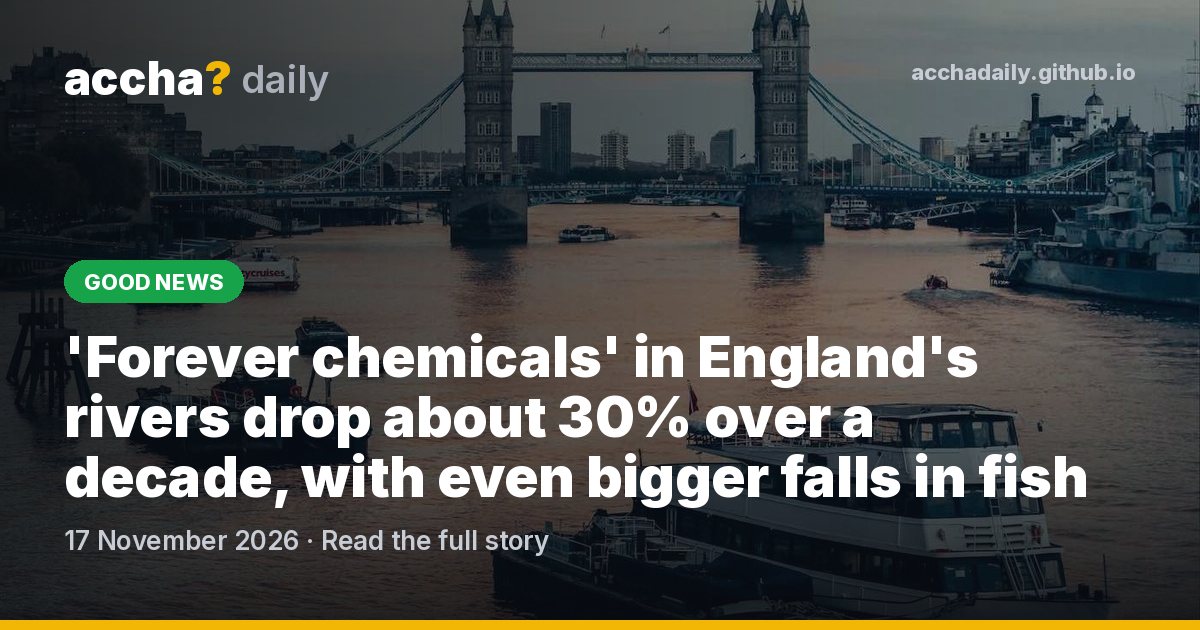 accha? daily
acchadaily.github.io
cycruises
GOOD NEWS
'Forever chemicals' in England's
rivers drop about 30% over a
decade, with even bigger falls in fish
17 November 2026 · Read the full story